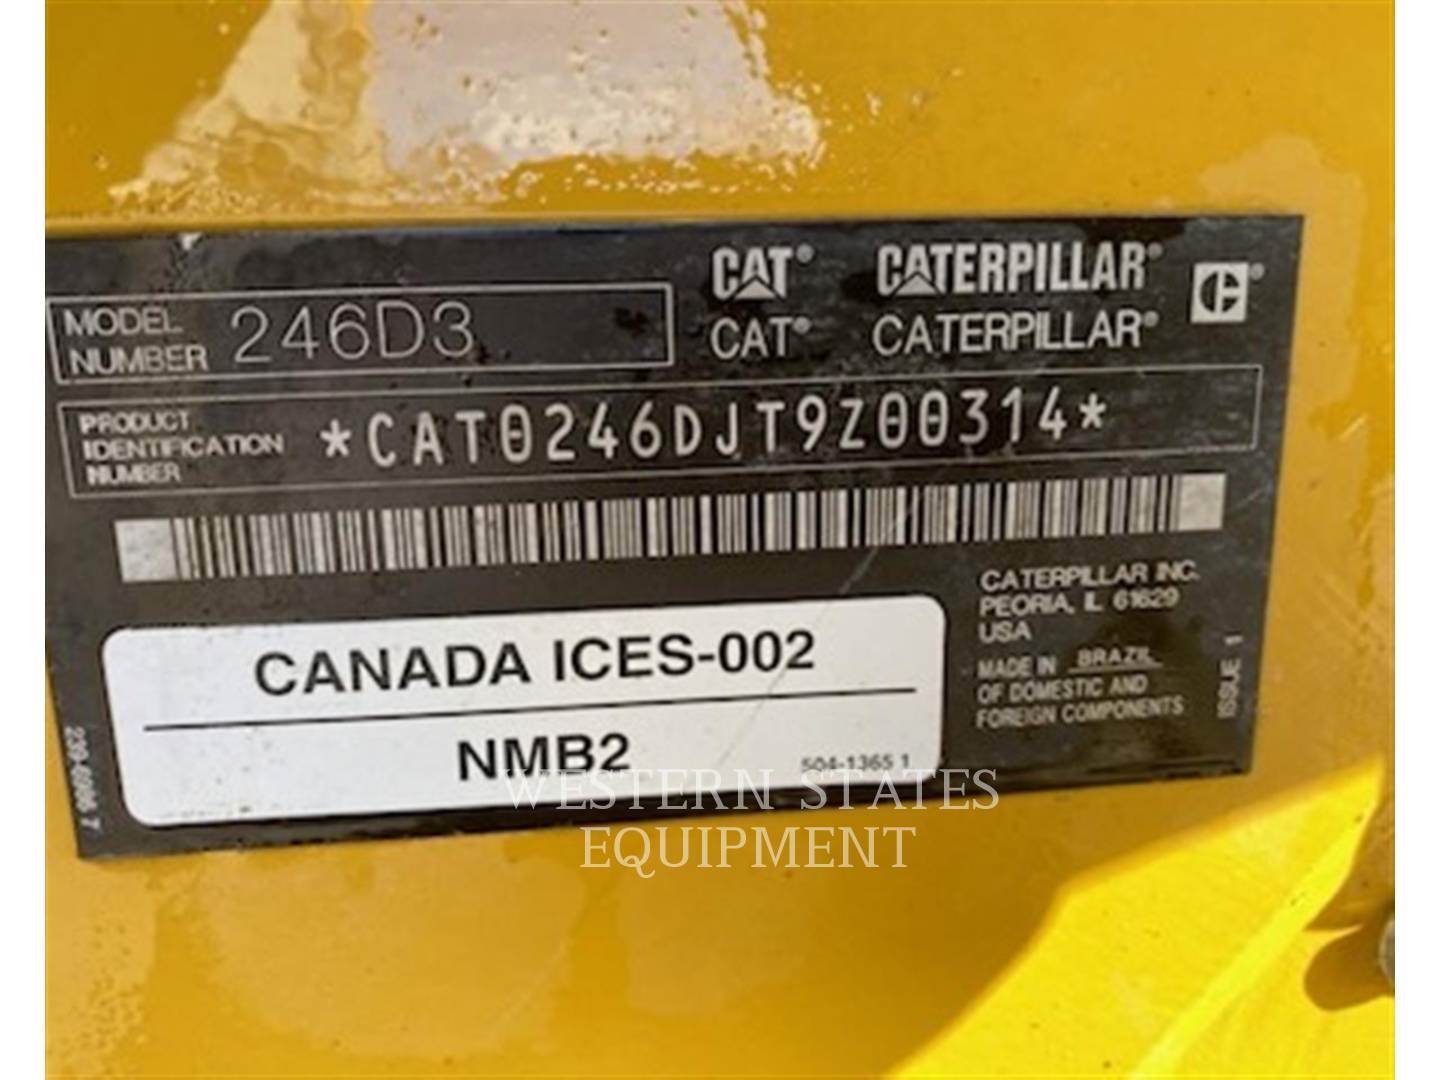 CAT® CATERPILLAR® ®
MODEL NUMBER 246D3
CAT® CATERPILLAR®
PRODUCT IDENTIFICATION NUMBER *CAT0246DJT9Z00314*
CATERPILLAR INC.
PEORIA, IL 61629
USA
MADE IN BRAZIL
OF DOMESTIC AND
FOREIGN COMPONENTS
ISSUE 1
CANADA ICES-002
NMB2
504-1365 1
WESTERN STATES
EQUIPMENT